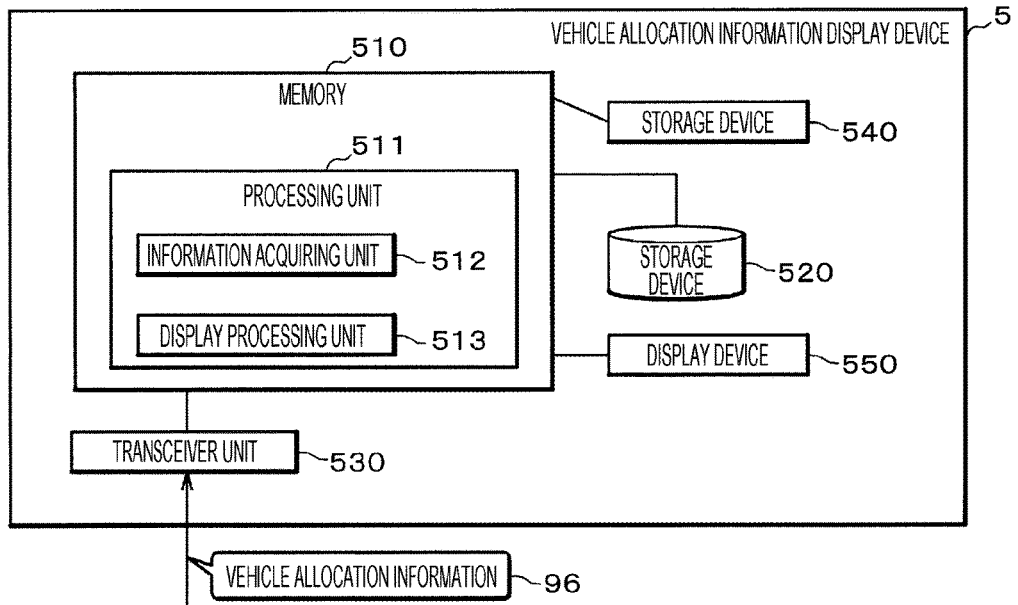 VEHICLE ALLOCATION INFORMATION DISPLAY DEVICE
5
510
MEMORY
511
PROCESSING UNIT
INFORMATION ACQUIRING UNIT
512
DISPLAY PROCESSING UNIT
513
STORAGE DEVICE
540
STORAGE
DEVICE
520
DISPLAY DEVICE
550
TRANSCEIVER UNIT
530
VEHICLE ALLOCATION INFORMATION
96